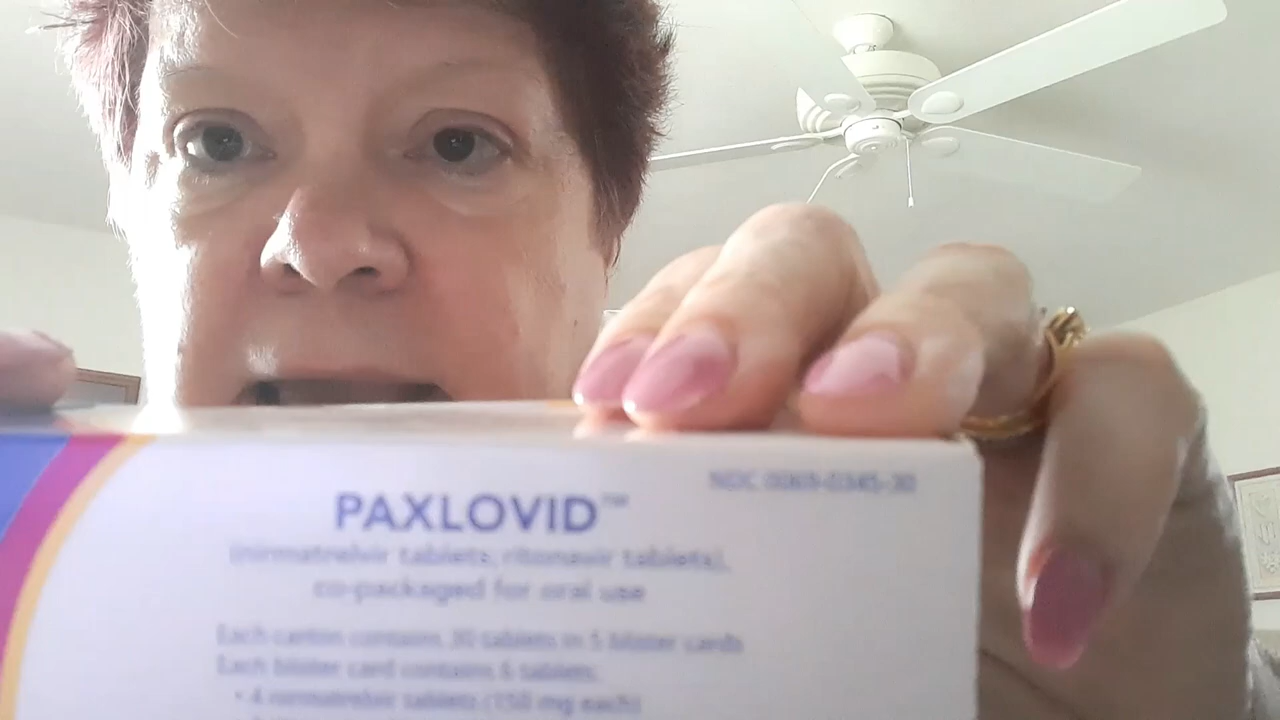 NDC 0069-0345-30
PAXLOVID™
(nirmatrelvir tablets, ritonavir tablets),
co-packaged for oral use
Each carton contains 30 tablets in 5 blister cards
Each blister card contains 6 tablets:
• 4 nirmatrelvir tablets (150 mg each)